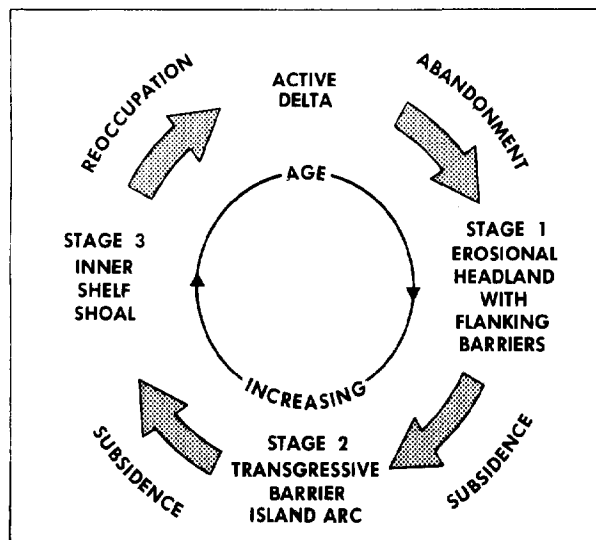 ACTIVE
DELTA
ABANDONMENT
STAGE 1
EROSIONAL
HEADLAND
WITH
FLANKING
BARRIERS
SUBSIDENCE
STAGE 2
TRANSGRESSIVE
BARRIER
ISLAND ARC
SUBSIDENCE
STAGE 3
INNER
SHELF
SHOAL
REOCCUPATION
INCREASING
AGE